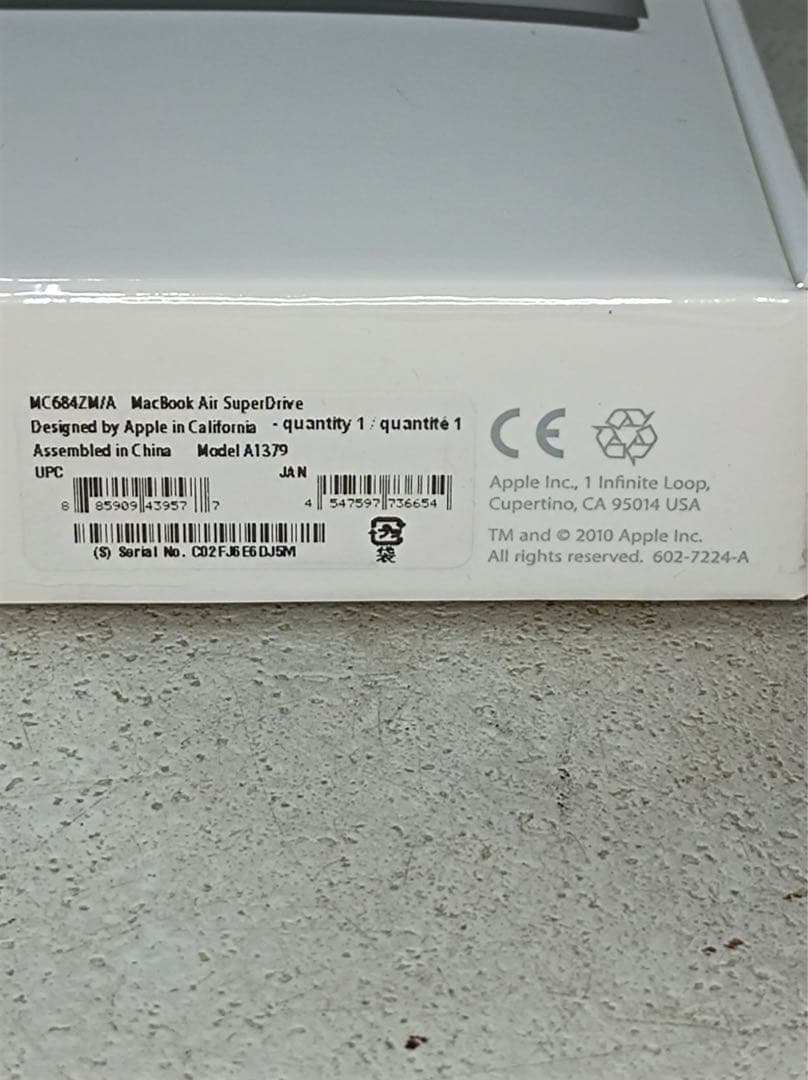 MC684ZM/A MacBook Air SuperDrive
Designed by Apple in California - quantity 1 / quantité 1
Assembled in China Model A1379
UPC JAN
8 85909 43957 7 4 547597 736654
(S) Serial No. C02FJ6E6DJ5M
袋
CE
Apple Inc., 1 Infinite Loop,
Cupertino, CA 95014 USA
TM and © 2010 Apple Inc.
All rights reserved. 602-7224-A